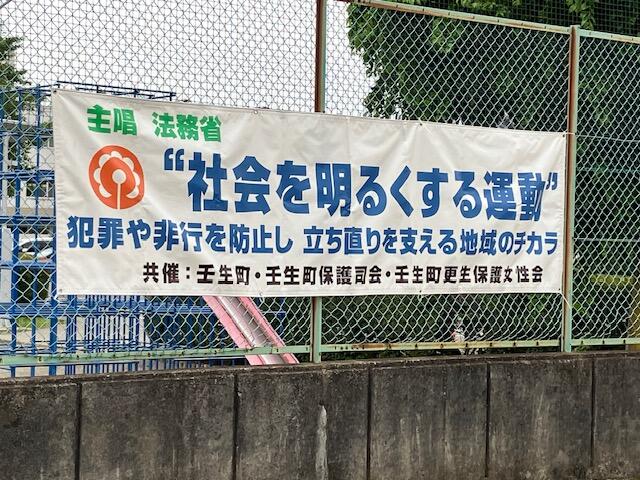 主唱 法務省
“社会を明るくする運動”
犯罪や非行を防止し 立ち直りを支える地域のチカラ
共催：壬生町・壬生町保護司会・壬生町更生保護女性会